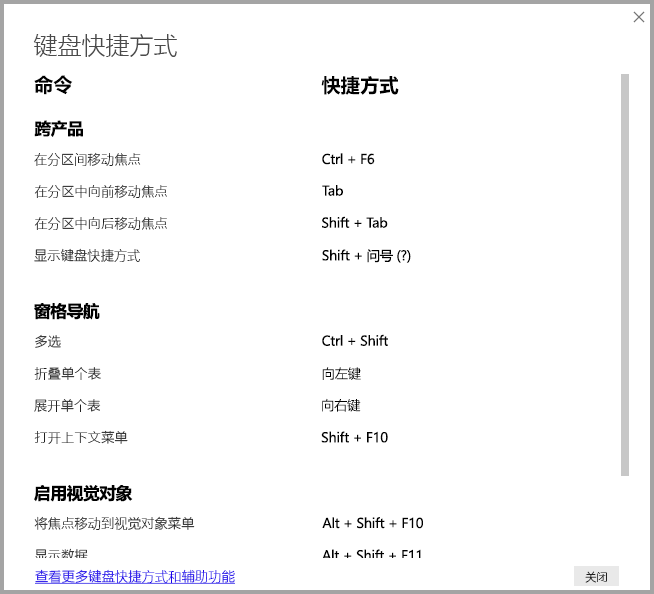 键盘快捷方式
命令 快捷方式
跨产品
在分区间移动焦点 Ctrl + F6
在分区中向前移动焦点 Tab
在分区中向后移动焦点 Shift + Tab
显示键盘快捷方式 Shift + 问号 (?)
窗格导航
多选 Ctrl + Shift
折叠单个表 向左键
展开单个表 向右键
打开上下文菜单 Shift + F10
启用视觉对象
将焦点移动到视觉对象菜单 Alt + Shift + F10
显示数据 Alt + Shift + F11
查看更多键盘快捷方式和辅助功能 关闭